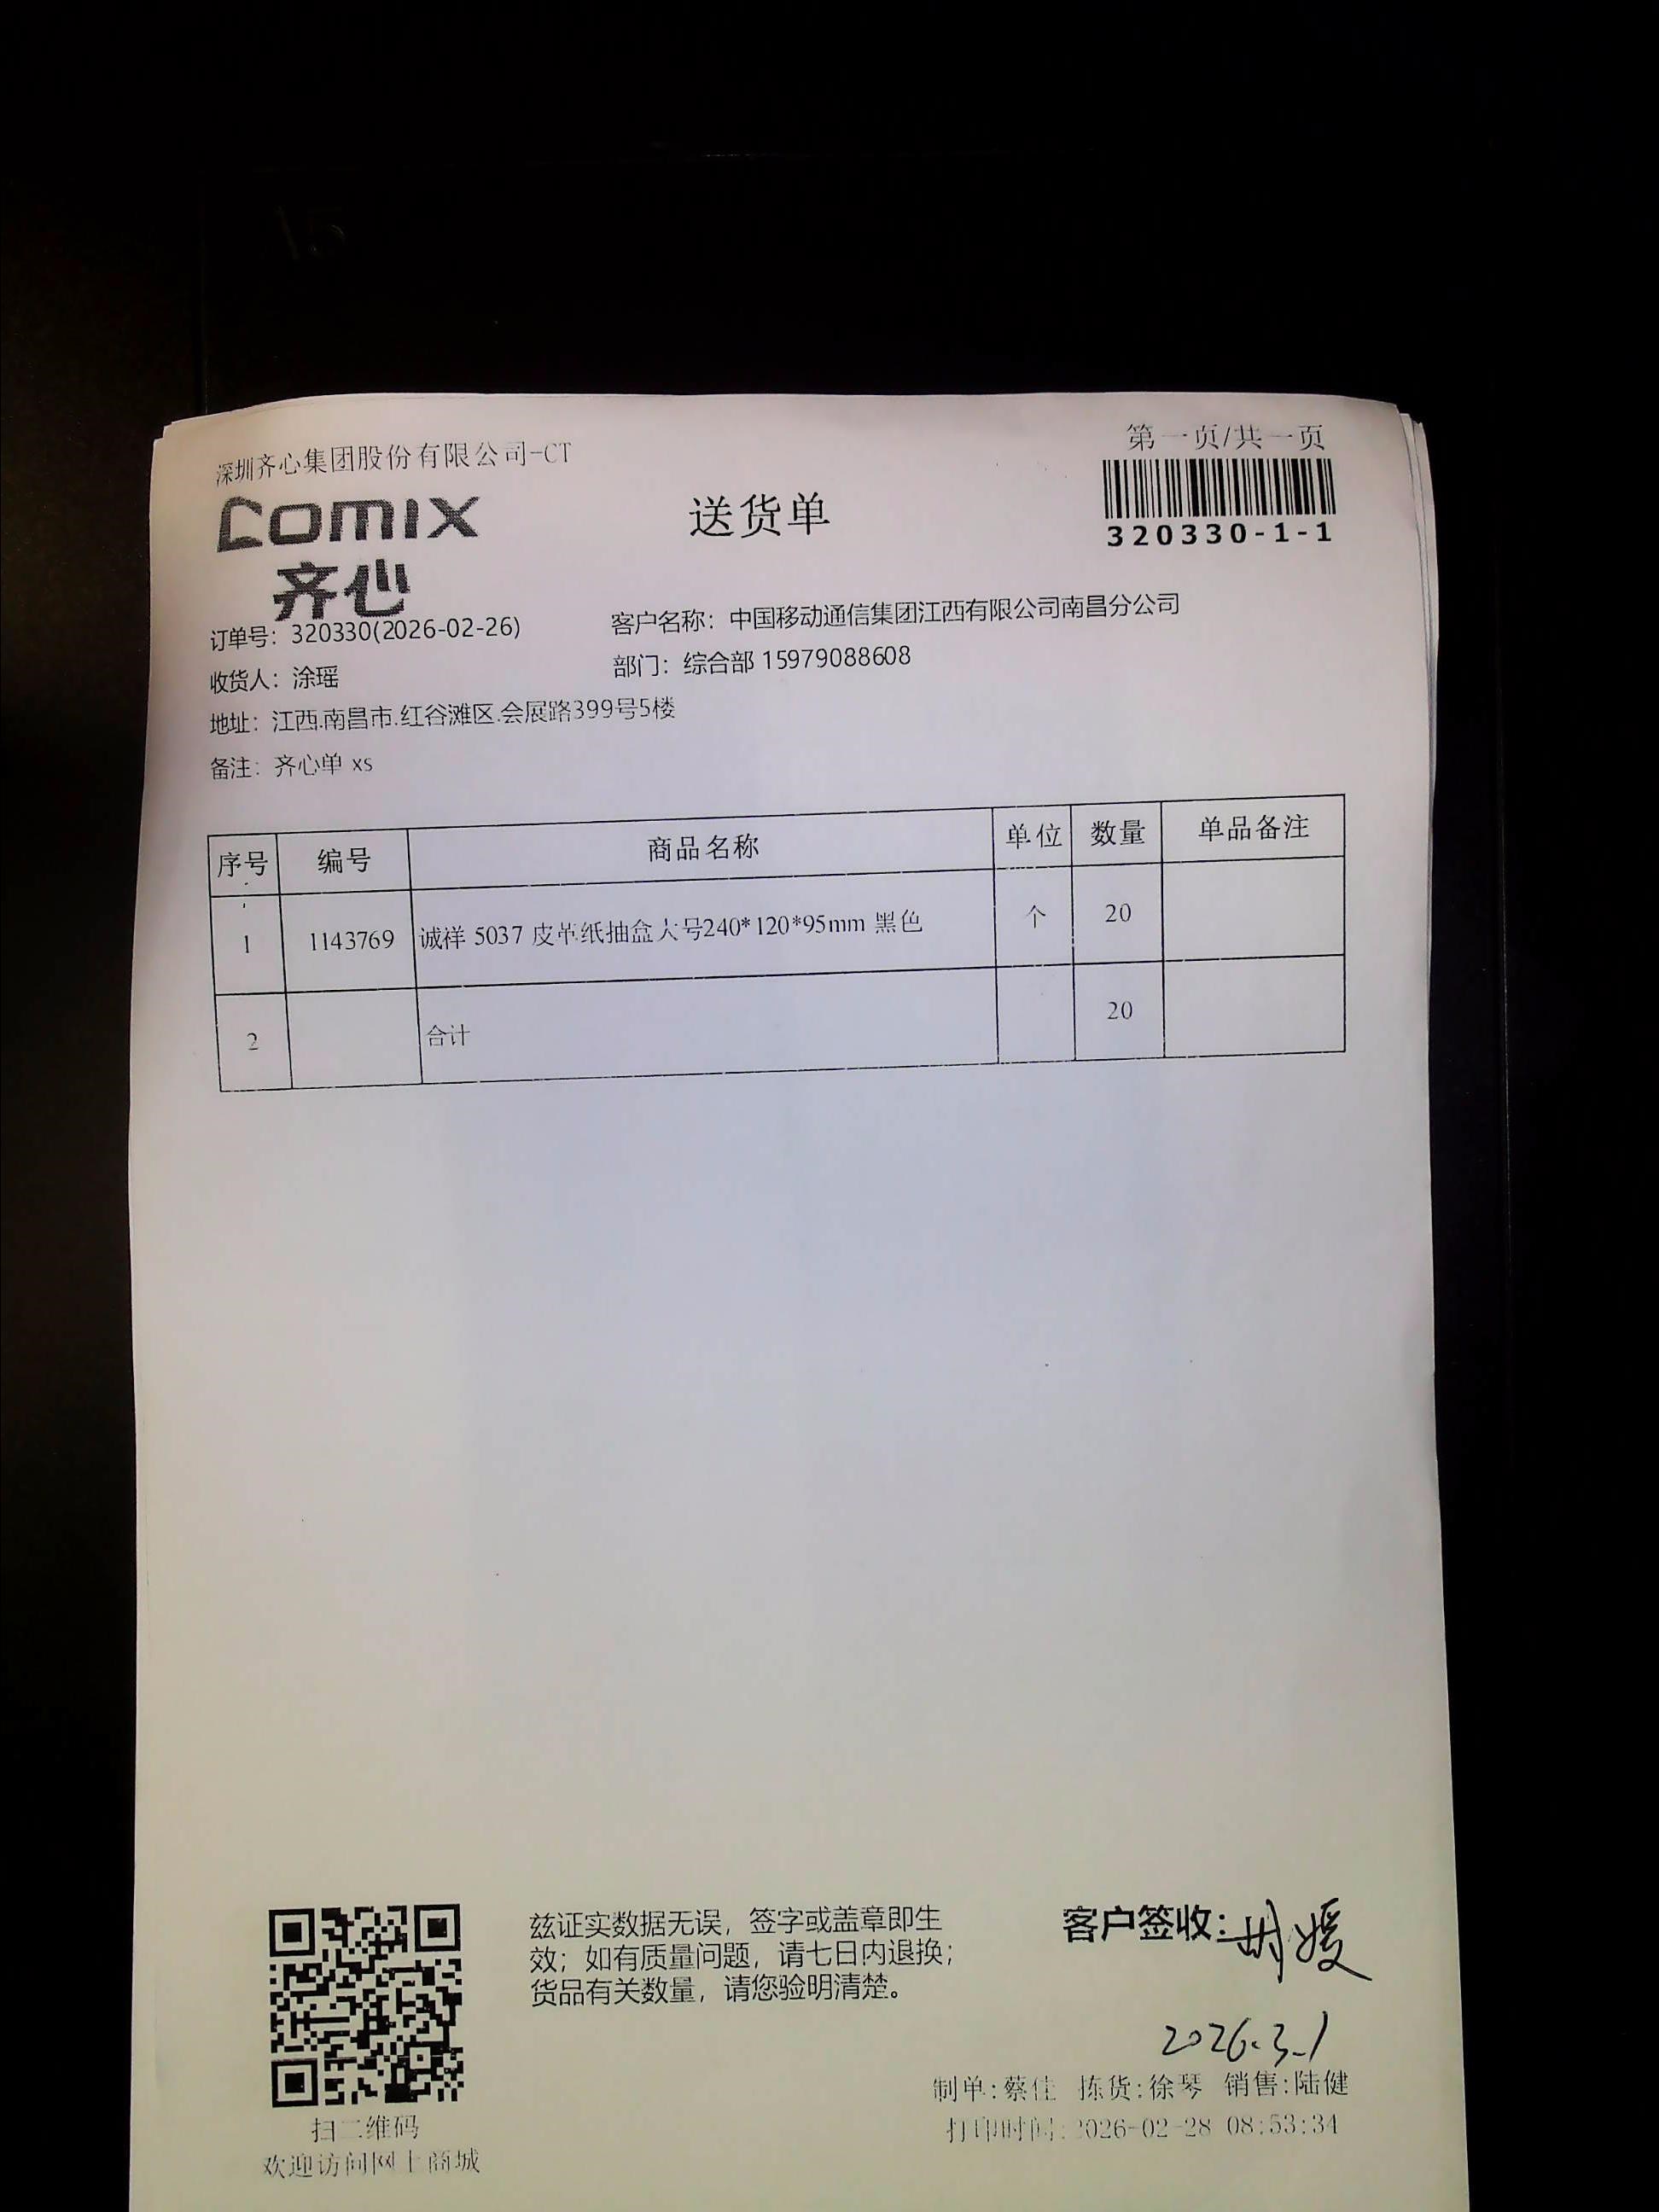 深圳齐心集团股份有限公司-CT
第一页/共一页
comix
齐心
送货单
320330-1-1
订单号：320330(2026-02-26)
客户名称：中国移动通信集团江西有限公司南昌分公司
收货人：涂瑶
部门：综合部 15979088608
地址：江西.南昌市.红谷滩区.会展路399号5楼
备注：齐心单 xs
序号 编号 商品名称 单位 数量 单品备注
1 1143769 诚祥 5037 皮革纸抽盒大号240*120*95mm 黑色 个 20
2 合计 20
兹证实数据无误，签字或盖章即生
效；如有质量问题，请七日内退换；
货品有关数量，请您验明清楚。
客户签收：
2026.3.1
制单:蔡佳 拣货:徐琴 销售:陆健
打印时间:2026-02-28 08:53:34
扫二维码
欢迎访问网上商城